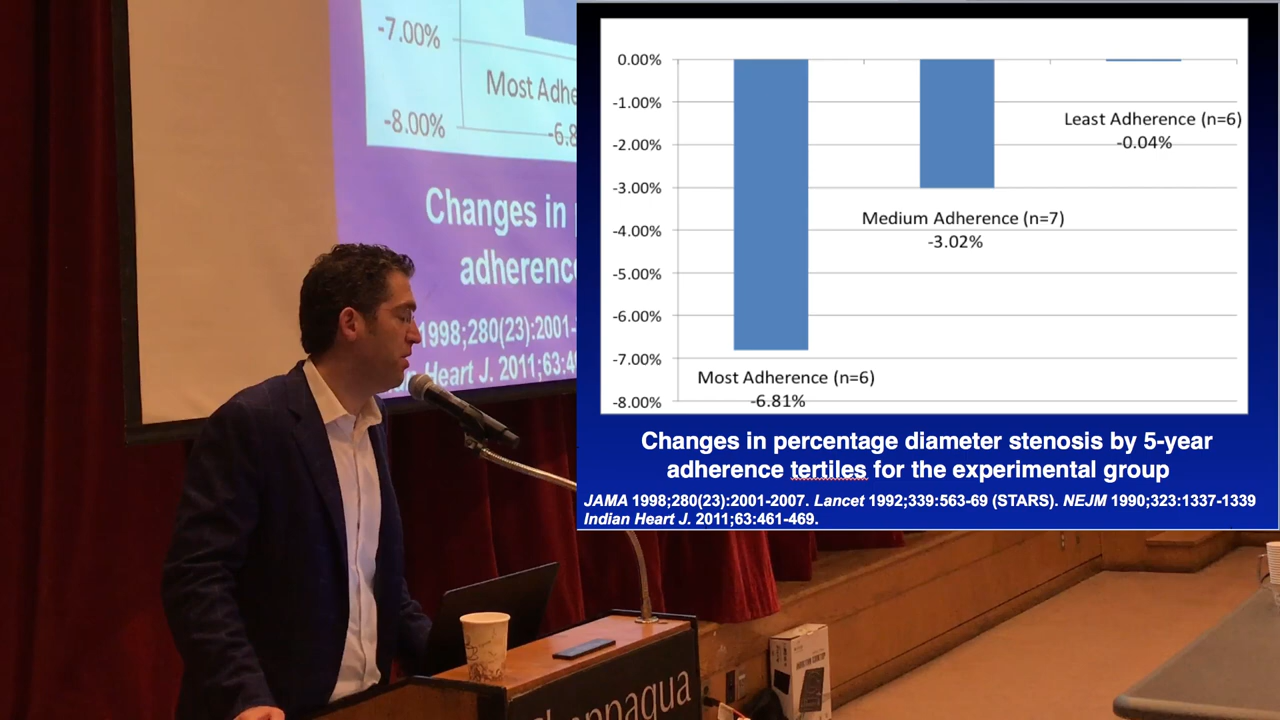 -7.00%
Most Adhe
-8.00%
-6.8
Changes in
adherenc
1998;280(23):2001-
Heart J. 2011;63:4
0.00%
-1.00%
-2.00%
-3.00%
-4.00%
-5.00%
-6.00%
-7.00%
-8.00%
Least Adherence (n=6)
-0.04%
Medium Adherence (n=7)
-3.02%
Most Adherence (n=6)
-6.81%
Changes in percentage diameter stenosis by 5-year
adherence tertiles for the experimental group
JAMA 1998;280(23):2001-2007. Lancet 1992;339:563-69 (STARS). NEJM 1990;323:1337-1339
Indian Heart J. 2011;63:461-469.
happaqua